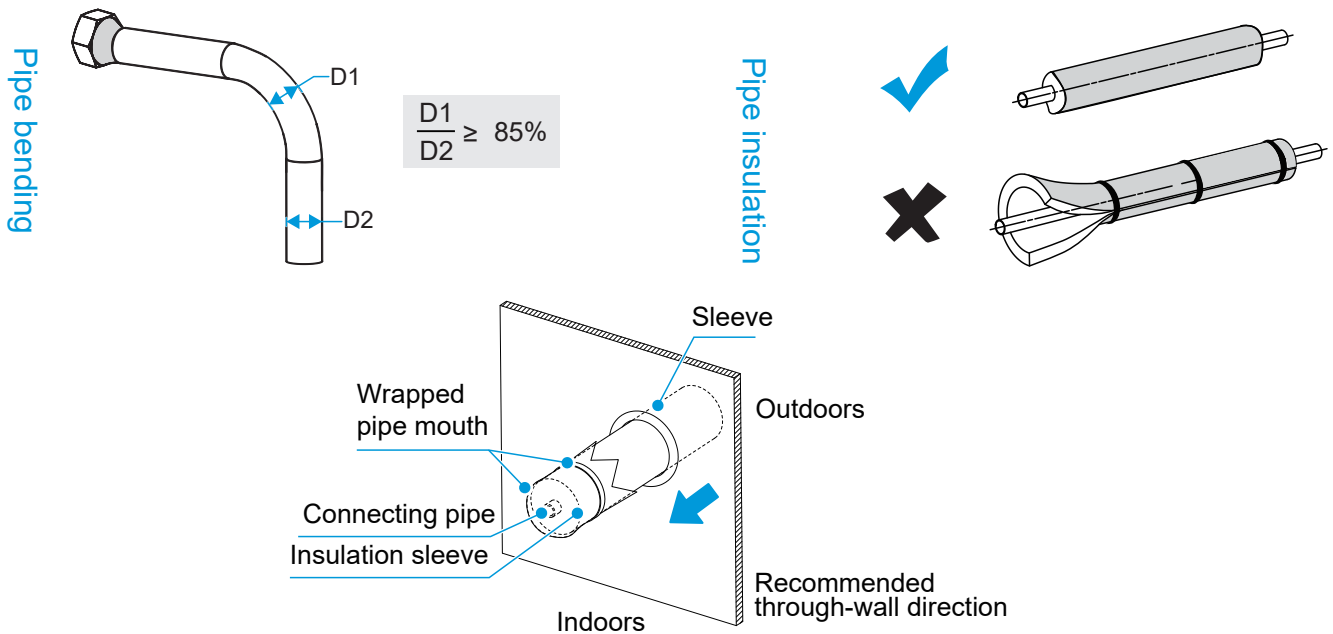 Pipe bending
D1
D2
D1
D2
≥ 85%
Pipe insulation
Sleeve
Wrapped
pipe mouth
Outdoors
Connecting pipe
Insulation sleeve
Recommended
through-wall direction
Indoors